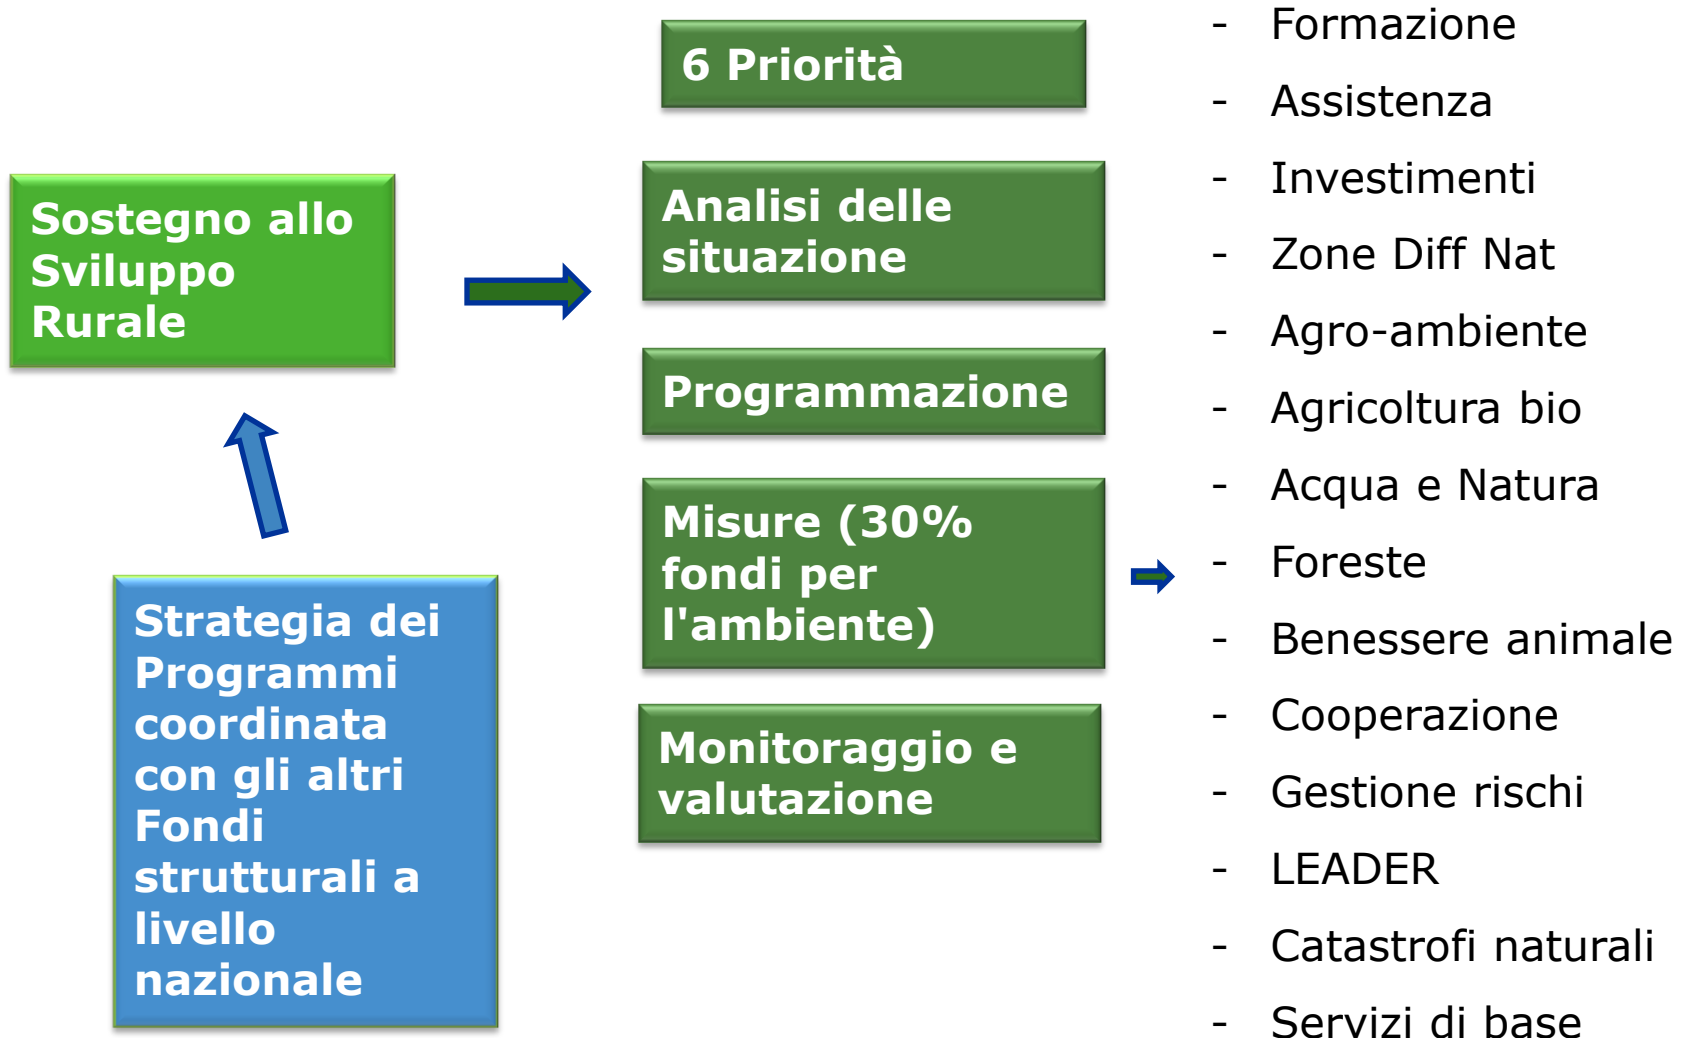 Sostegno allo
Sviluppo
Rurale
Strategia dei
Programmi
coordinata
con gli altri
Fondi
strutturali a
livello
nazionale
6 Priorità
Analisi delle
situazione
Programmazione
Misure (30%
fondi per
l'ambiente)
Monitoraggio e
valutazione
- Formazione
- Assistenza
- Investimenti
- Zone Diff Nat
- Agro-ambiente
- Agricoltura bio
- Acqua e Natura
- Foreste
- Benessere animale
- Cooperazione
- Gestione rischi
- LEADER
- Catastrofi naturali
- Servizi di base